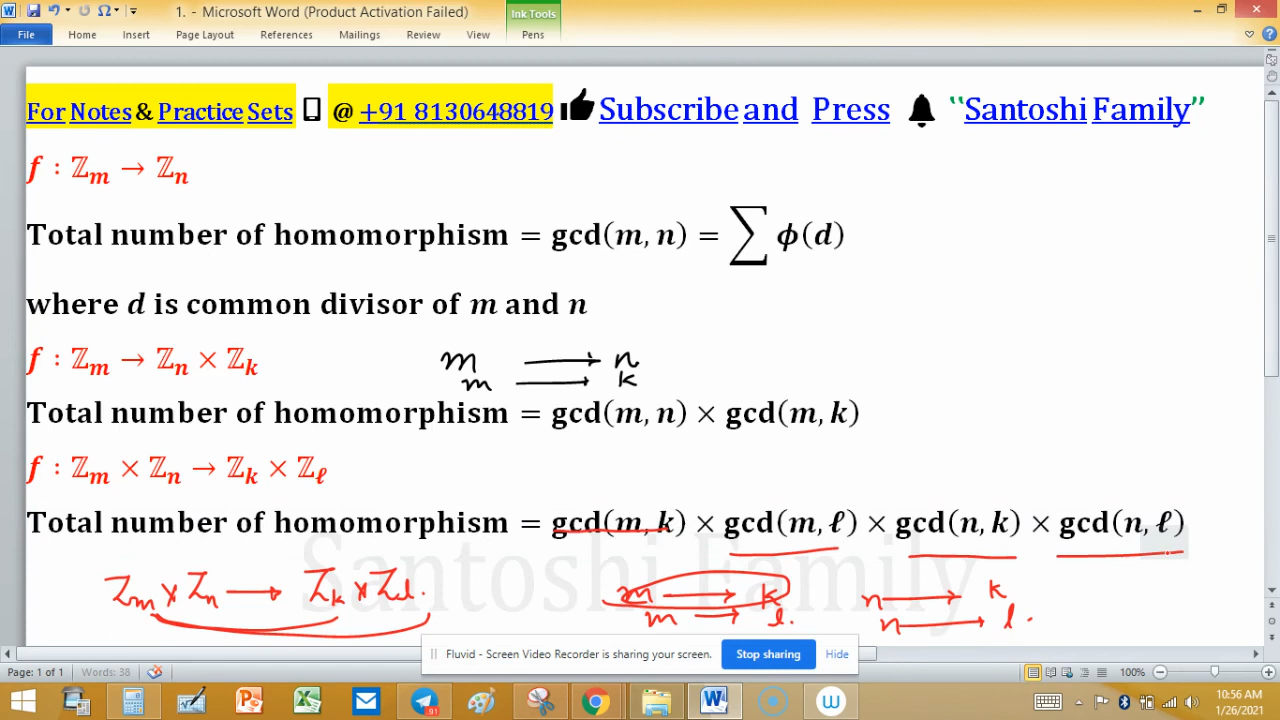 1. - Microsoft Word (Product Activation Failed)
Ink Tools
File Home Insert Page Layout References Mailings Review View Pens
For Notes & Practice Sets @ +91 8130648819 Subscribe and Press "Santoshi Family"
f : ℤₘ → ℤₙ
Total number of homomorphism = gcd(m, n) = ∑ ϕ(d)
where d is common divisor of m and n
f : ℤₘ → ℤₙ × ℤₖ
m → n
m → k
Total number of homomorphism = gcd(m, n) × gcd(m, k)
f : ℤₘ × ℤₙ → ℤₖ × ℤ_ℓ
Total number of homomorphism = gcd(m, k) × gcd(m, ℓ) × gcd(n, k) × gcd(n, ℓ)
Santoshi Family
ℤₘ × ℤₙ → ℤₖ × ℤₗ.
m → k
m → l.
n → k
n → l.
Fluvid - Screen Video Recorder is sharing your screen. Stop sharing Hide
Page: 1 of 1 Words: 38 100%
91
10:56 AM
1/26/2021